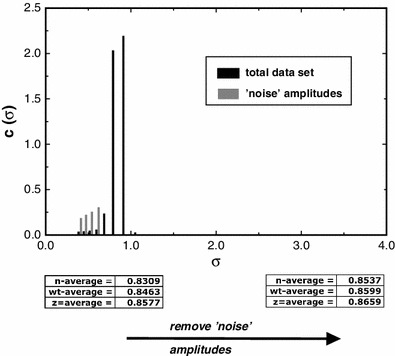 2.5
2.0
1.5
1.0
0.5
0.0
c (σ)
total data set
'noise' amplitudes
0.0 1.0 2.0 3.0 4.0
σ
n-average = 0.8309
wt-average = 0.8463
z=average = 0.8577
n-average = 0.8537
wt-average = 0.8599
z=average = 0.8659
remove 'noise'
amplitudes